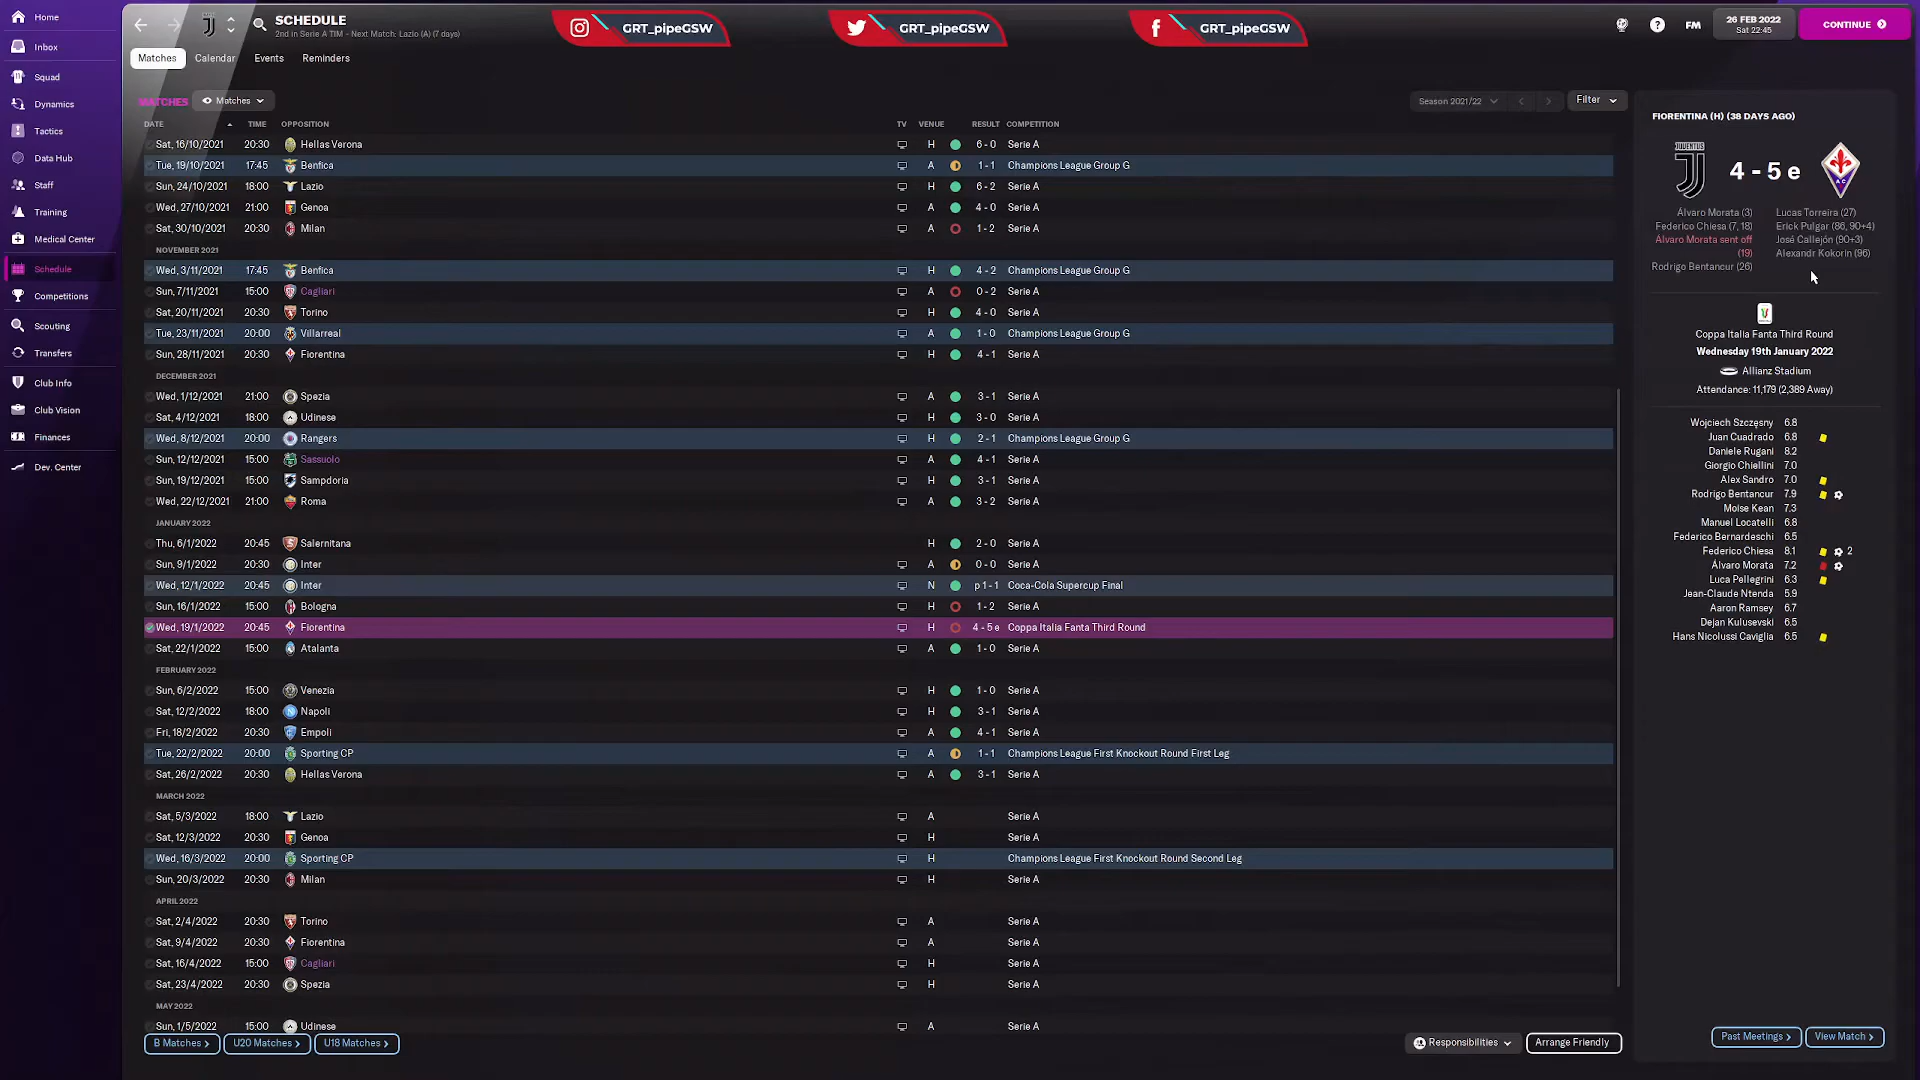 Home
Inbox
Squad
Dynamics
Tactics
Data Hub
Staff
Training
Medical Center
Schedule
Competitions
Scouting
Transfers
Club Info
Club Vision
Finances
Dev. Center
SCHEDULE
2nd in Serie A TIM - Next Match: Lazio (A) (7 days)
GRT_pipeGSW
GRT_pipeGSW
GRT_pipeGSW
FM
26 FEB 2022
Sat 22:45
CONTINUE
Matches Calendar Events Reminders
MATCHES Matches
Season 2021/22
Filter
DATE TIME OPPOSITION TV VENUE RESULT COMPETITION
Sat, 16/10/2021 20:30 Hellas Verona H 6 - 0 Serie A
Tue, 19/10/2021 17:45 Benfica A 1 - 1 Champions League Group G
Sun, 24/10/2021 18:00 Lazio H 6 - 2 Serie A
Wed, 27/10/2021 21:00 Genoa A 4 - 0 Serie A
Sat, 30/10/2021 20:30 Milan A 1 - 2 Serie A
NOVEMBER 2021
Wed, 3/11/2021 17:45 Benfica H 4 - 2 Champions League Group G
Sun, 7/11/2021 15:00 Cagliari A 0 - 2 Serie A
Sat, 20/11/2021 20:30 Torino H 4 - 0 Serie A
Tue, 23/11/2021 20:00 Villarreal A 1 - 0 Champions League Group G
Sun, 28/11/2021 20:30 Fiorentina H 4 - 1 Serie A
DECEMBER 2021
Wed, 1/12/2021 21:00 Spezia A 3 - 1 Serie A
Sat, 4/12/2021 18:00 Udinese H 3 - 0 Serie A
Wed, 8/12/2021 20:00 Rangers H 2 - 1 Champions League Group G
Sun, 12/12/2021 15:00 Sassuolo A 4 - 1 Serie A
Sun, 19/12/2021 15:00 Sampdoria H 3 - 1 Serie A
Wed, 22/12/2021 21:00 Roma A 3 - 2 Serie A
JANUARY 2022
Thu, 6/1/2022 20:45 Salernitana H 2 - 0 Serie A
Sun, 9/1/2022 20:30 Inter A 0 - 0 Serie A
Wed, 12/1/2022 20:45 Inter N p 1 - 1 Coca-Cola Supercup Final
Sun, 16/1/2022 15:00 Bologna H 1 - 2 Serie A
Wed, 19/1/2022 20:45 Fiorentina H 4 - 5 e Coppa Italia Fanta Third Round
Sat, 22/1/2022 15:00 Atalanta A 1 - 0 Serie A
FEBRUARY 2022
Sun, 6/2/2022 15:00 Venezia H 1 - 0 Serie A
Sat, 12/2/2022 18:00 Napoli H 3 - 1 Serie A
Fri, 18/2/2022 20:30 Empoli A 4 - 1 Serie A
Tue, 22/2/2022 20:00 Sporting CP A 1 - 1 Champions League First Knockout Round First Leg
Sat, 26/2/2022 20:30 Hellas Verona A 3 - 1 Serie A
MARCH 2022
Sat, 5/3/2022 18:00 Lazio A Serie A
Sat, 12/3/2022 20:30 Genoa H Serie A
Wed, 16/3/2022 20:00 Sporting CP H Champions League First Knockout Round Second Leg
Sun, 20/3/2022 20:30 Milan H Serie A
APRIL 2022
Sat, 2/4/2022 20:30 Torino A Serie A
Sat, 9/4/2022 20:30 Fiorentina A Serie A
Sat, 16/4/2022 15:00 Cagliari H Serie A
Sat, 23/4/2022 20:30 Spezia H Serie A
MAY 2022
Sun, 1/5/2022 15:00 Udinese A Serie A
B Matches U20 Matches U18 Matches
Responsibilities Arrange Friendly
FIORENTINA (H) (38 DAYS AGO)
JUVENTUS
4 - 5 e
Álvaro Morata (3)
Federico Chiesa (7, 18)
Álvaro Morata sent off
(19)
Rodrigo Bentancur (26)
Lucas Torreira (27)
Erick Pulgar (86, 90+4)
José Callejón (90+3)
Alexandr Kokorin (96)
Coppa Italia Fanta Third Round
Wednesday 19th January 2022
Allianz Stadium
Attendance: 11,179 (2,389 Away)
Wojciech Szczęsny 6.8
Juan Cuadrado 6.8
Daniele Rugani 8.2
Giorgio Chiellini 7.0
Alex Sandro 7.0
Rodrigo Bentancur 7.9
Moise Kean 7.3
Manuel Locatelli 6.8
Federico Bernardeschi 6.5
Federico Chiesa 8.1 2
Álvaro Morata 7.2
Luca Pellegrini 6.3
Jean-Claude Ntenda 5.9
Aaron Ramsey 6.7
Dejan Kulusevski 6.5
Hans Nicolussi Caviglia 6.5
Past Meetings View Match